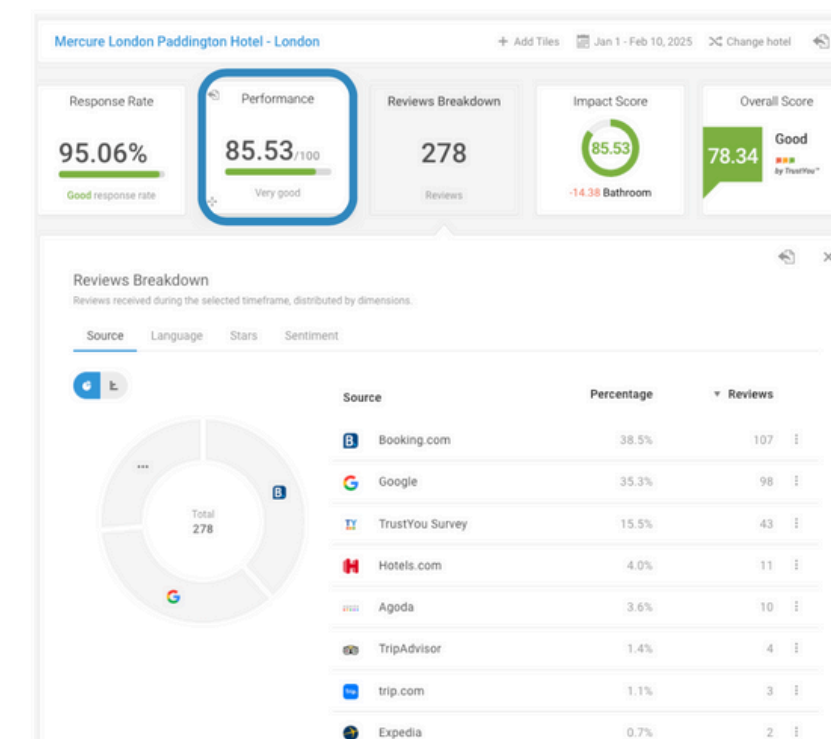 Mercure London Paddington Hotel - London
+ Add Tiles Jan 1 - Feb 10, 2025 Change hotel
Response Rate
95.06%
Good response rate
Performance
85.53/100
Very good
Reviews Breakdown
278
Reviews
Impact Score
85.53
-14.38 Bathroom
Overall Score
78.34
Good
by TrustYou™
Reviews Breakdown
Reviews received during the selected timeframe, distributed by dimensions.
Source Language Stars Sentiment
Source Percentage ▼ Reviews
B. Booking.com 38.5% 107
G Google 35.3% 98
TY TrustYou Survey 15.5% 43
H Hotels.com 4.0% 11
Agoda 3.6% 10
TripAdvisor 1.4% 4
trip.com 1.1% 3
Expedia 0.7% 2
...
B.
Total
278
G